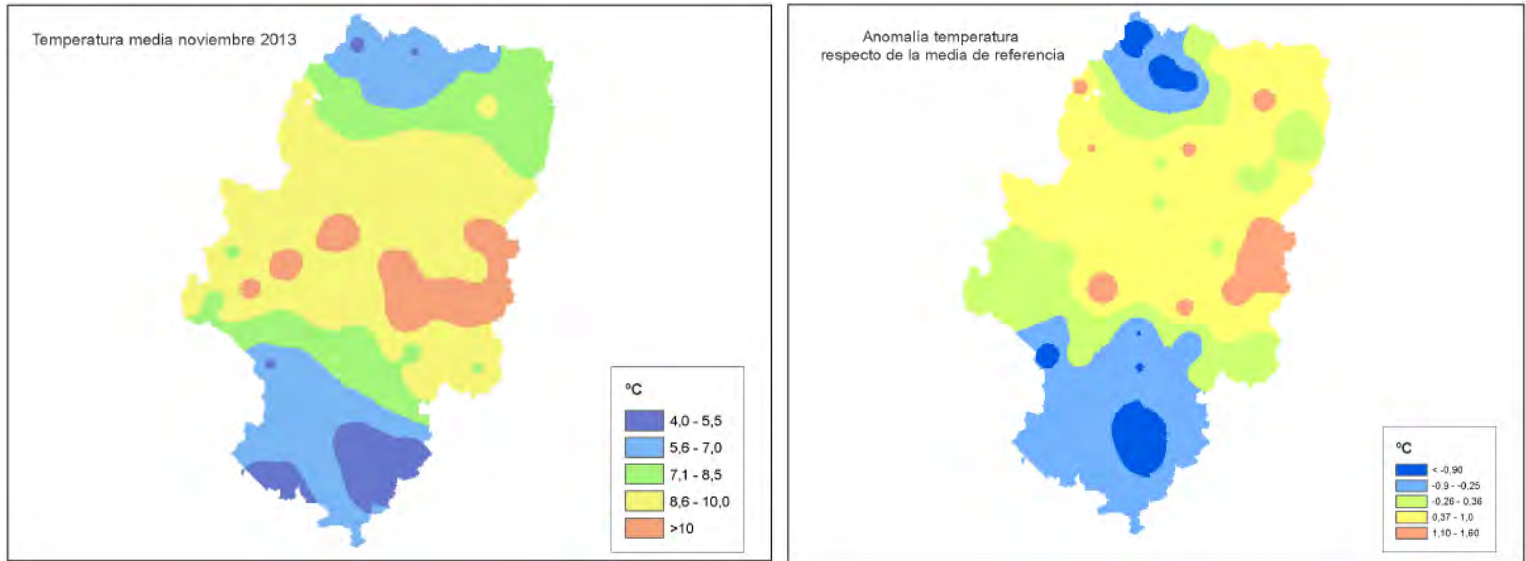 Temperatura media noviembre 2013
ºC
4,0 - 5,5
5,6 - 7,0
7,1 - 8,5
8,6 - 10,0
>10
Anomalía temperatura
respecto de la media de referencia
ºC
< -0,90
-0,9 - -0,25
-0,26 - 0,36
0,37 - 1,0
1,10 - 1,60